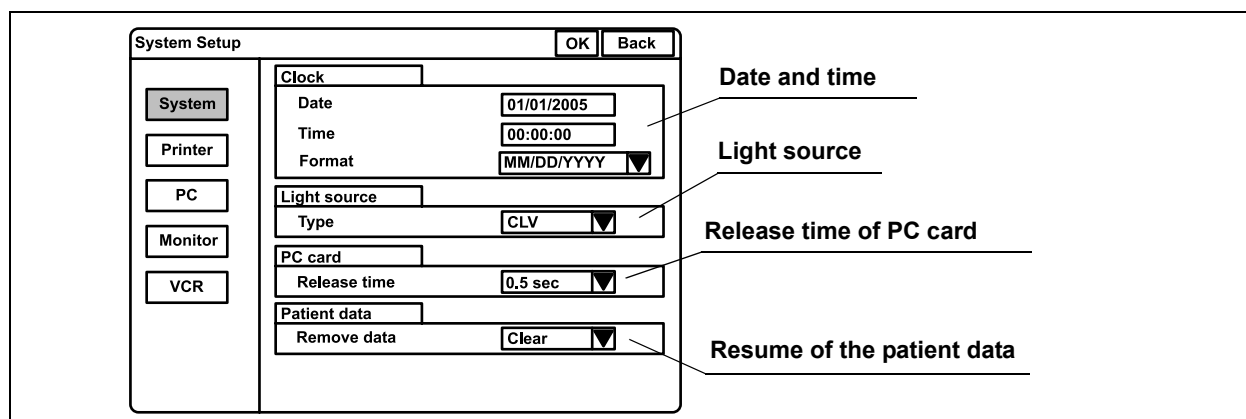 System Setup OK Back
Clock
System Date 01/01/2005 Date and time
Time 00:00:00
Printer Format MM/DD/YYYY Light source
PC Light source
Type CLV
Monitor PC card Release time of PC card
VCR Release time 0.5 sec
Patient data
Remove data Clear Resume of the patient data